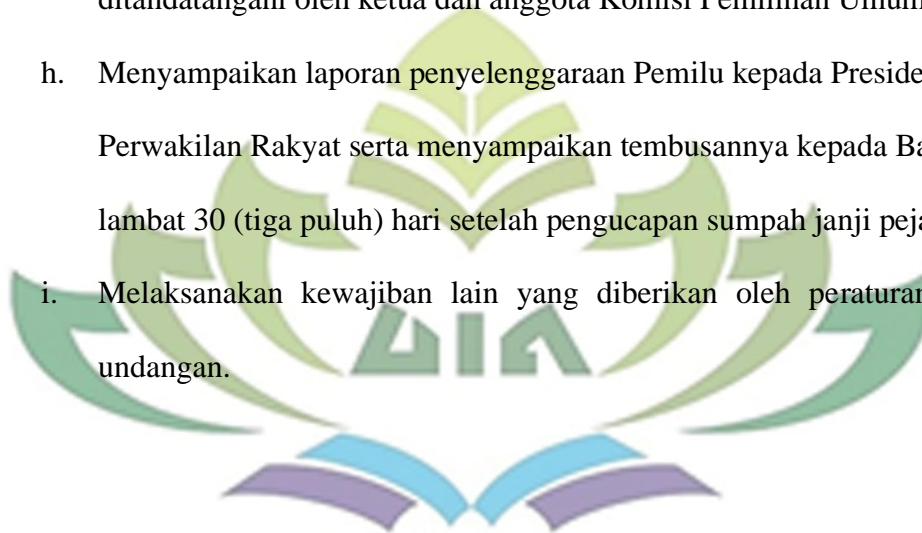 ditandatangani oleh ketua dan anggota Komisi Pemilihan Umum
h. Menyampaikan laporan penyelenggaraan Pemilu kepada Preside
Perwakilan Rakyat serta menyampaikan tembusannya kepada Ba
lambat 30 (tiga puluh) hari setelah pengucapan sumpah janji peja
i. Melaksanakan kewajiban lain yang diberikan oleh peraturan
undangan.
UIN